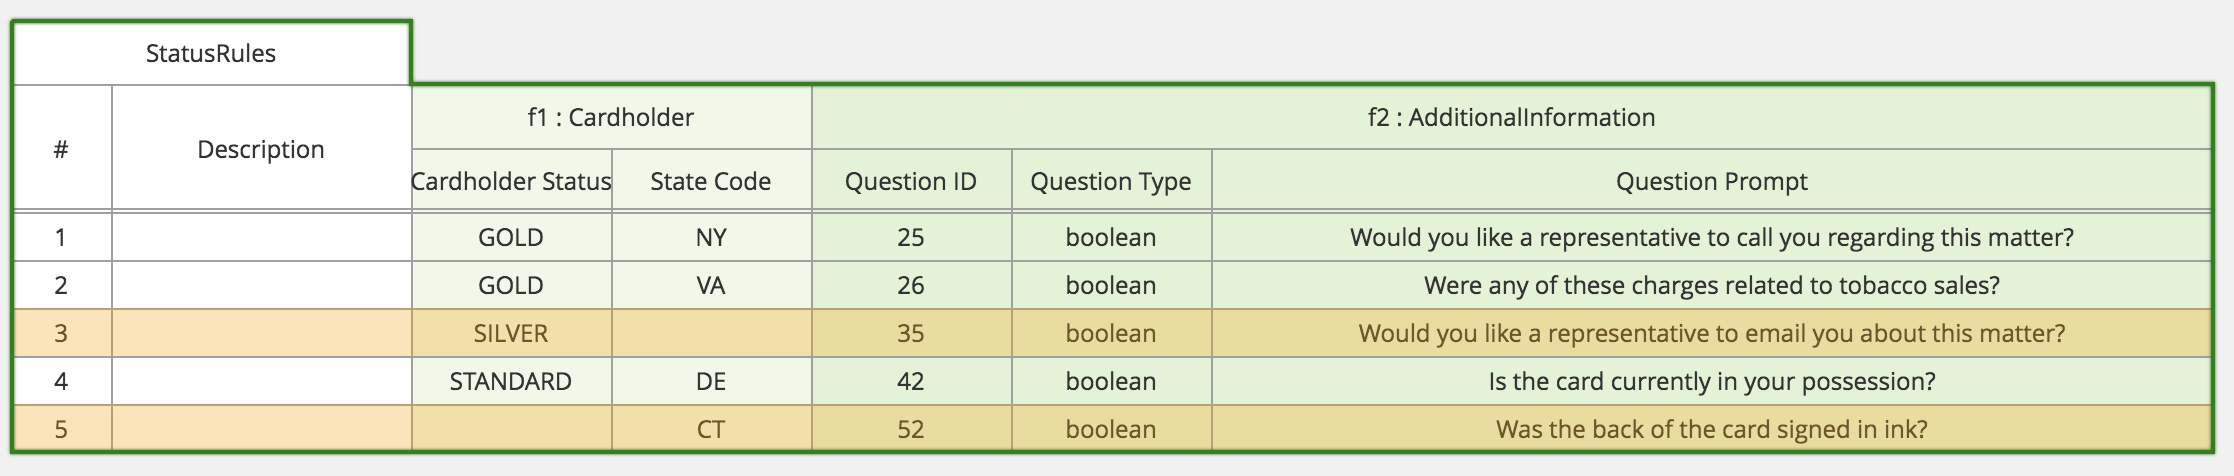 StatusRules
# Description f1 : Cardholder f2 : AdditionalInformation
Cardholder Status State Code Question ID Question Type Question Prompt
1 GOLD NY 25 boolean Would you like a representative to call you regarding this matter?
2 GOLD VA 26 boolean Were any of these charges related to tobacco sales?
3 SILVER 35 boolean Would you like a representative to email you about this matter?
4 STANDARD DE 42 boolean Is the card currently in your possession?
5 CT 52 boolean Was the back of the card signed in ink?